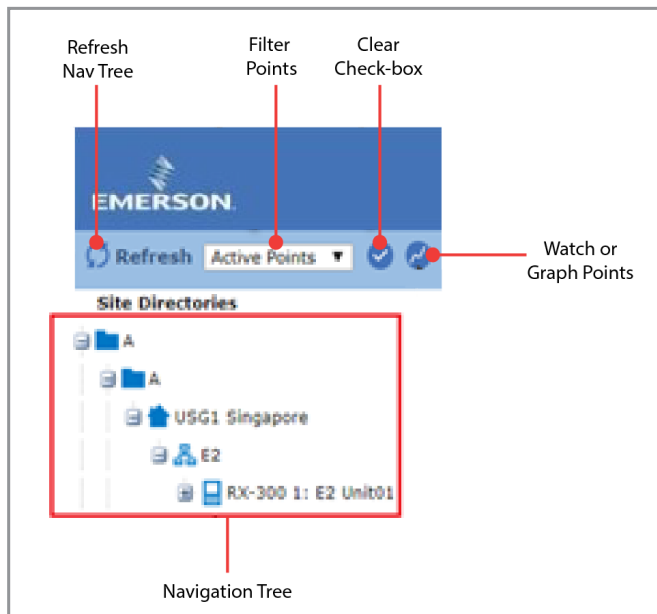 Refresh
Nav Tree
Filter
Points
Clear
Check-box
EMERSON.
Refresh
Active Points
Watch or
Graph Points
Site Directories
A
A
USG1 Singapore
E2
RX-300 1: E2 Unit01
Navigation Tree